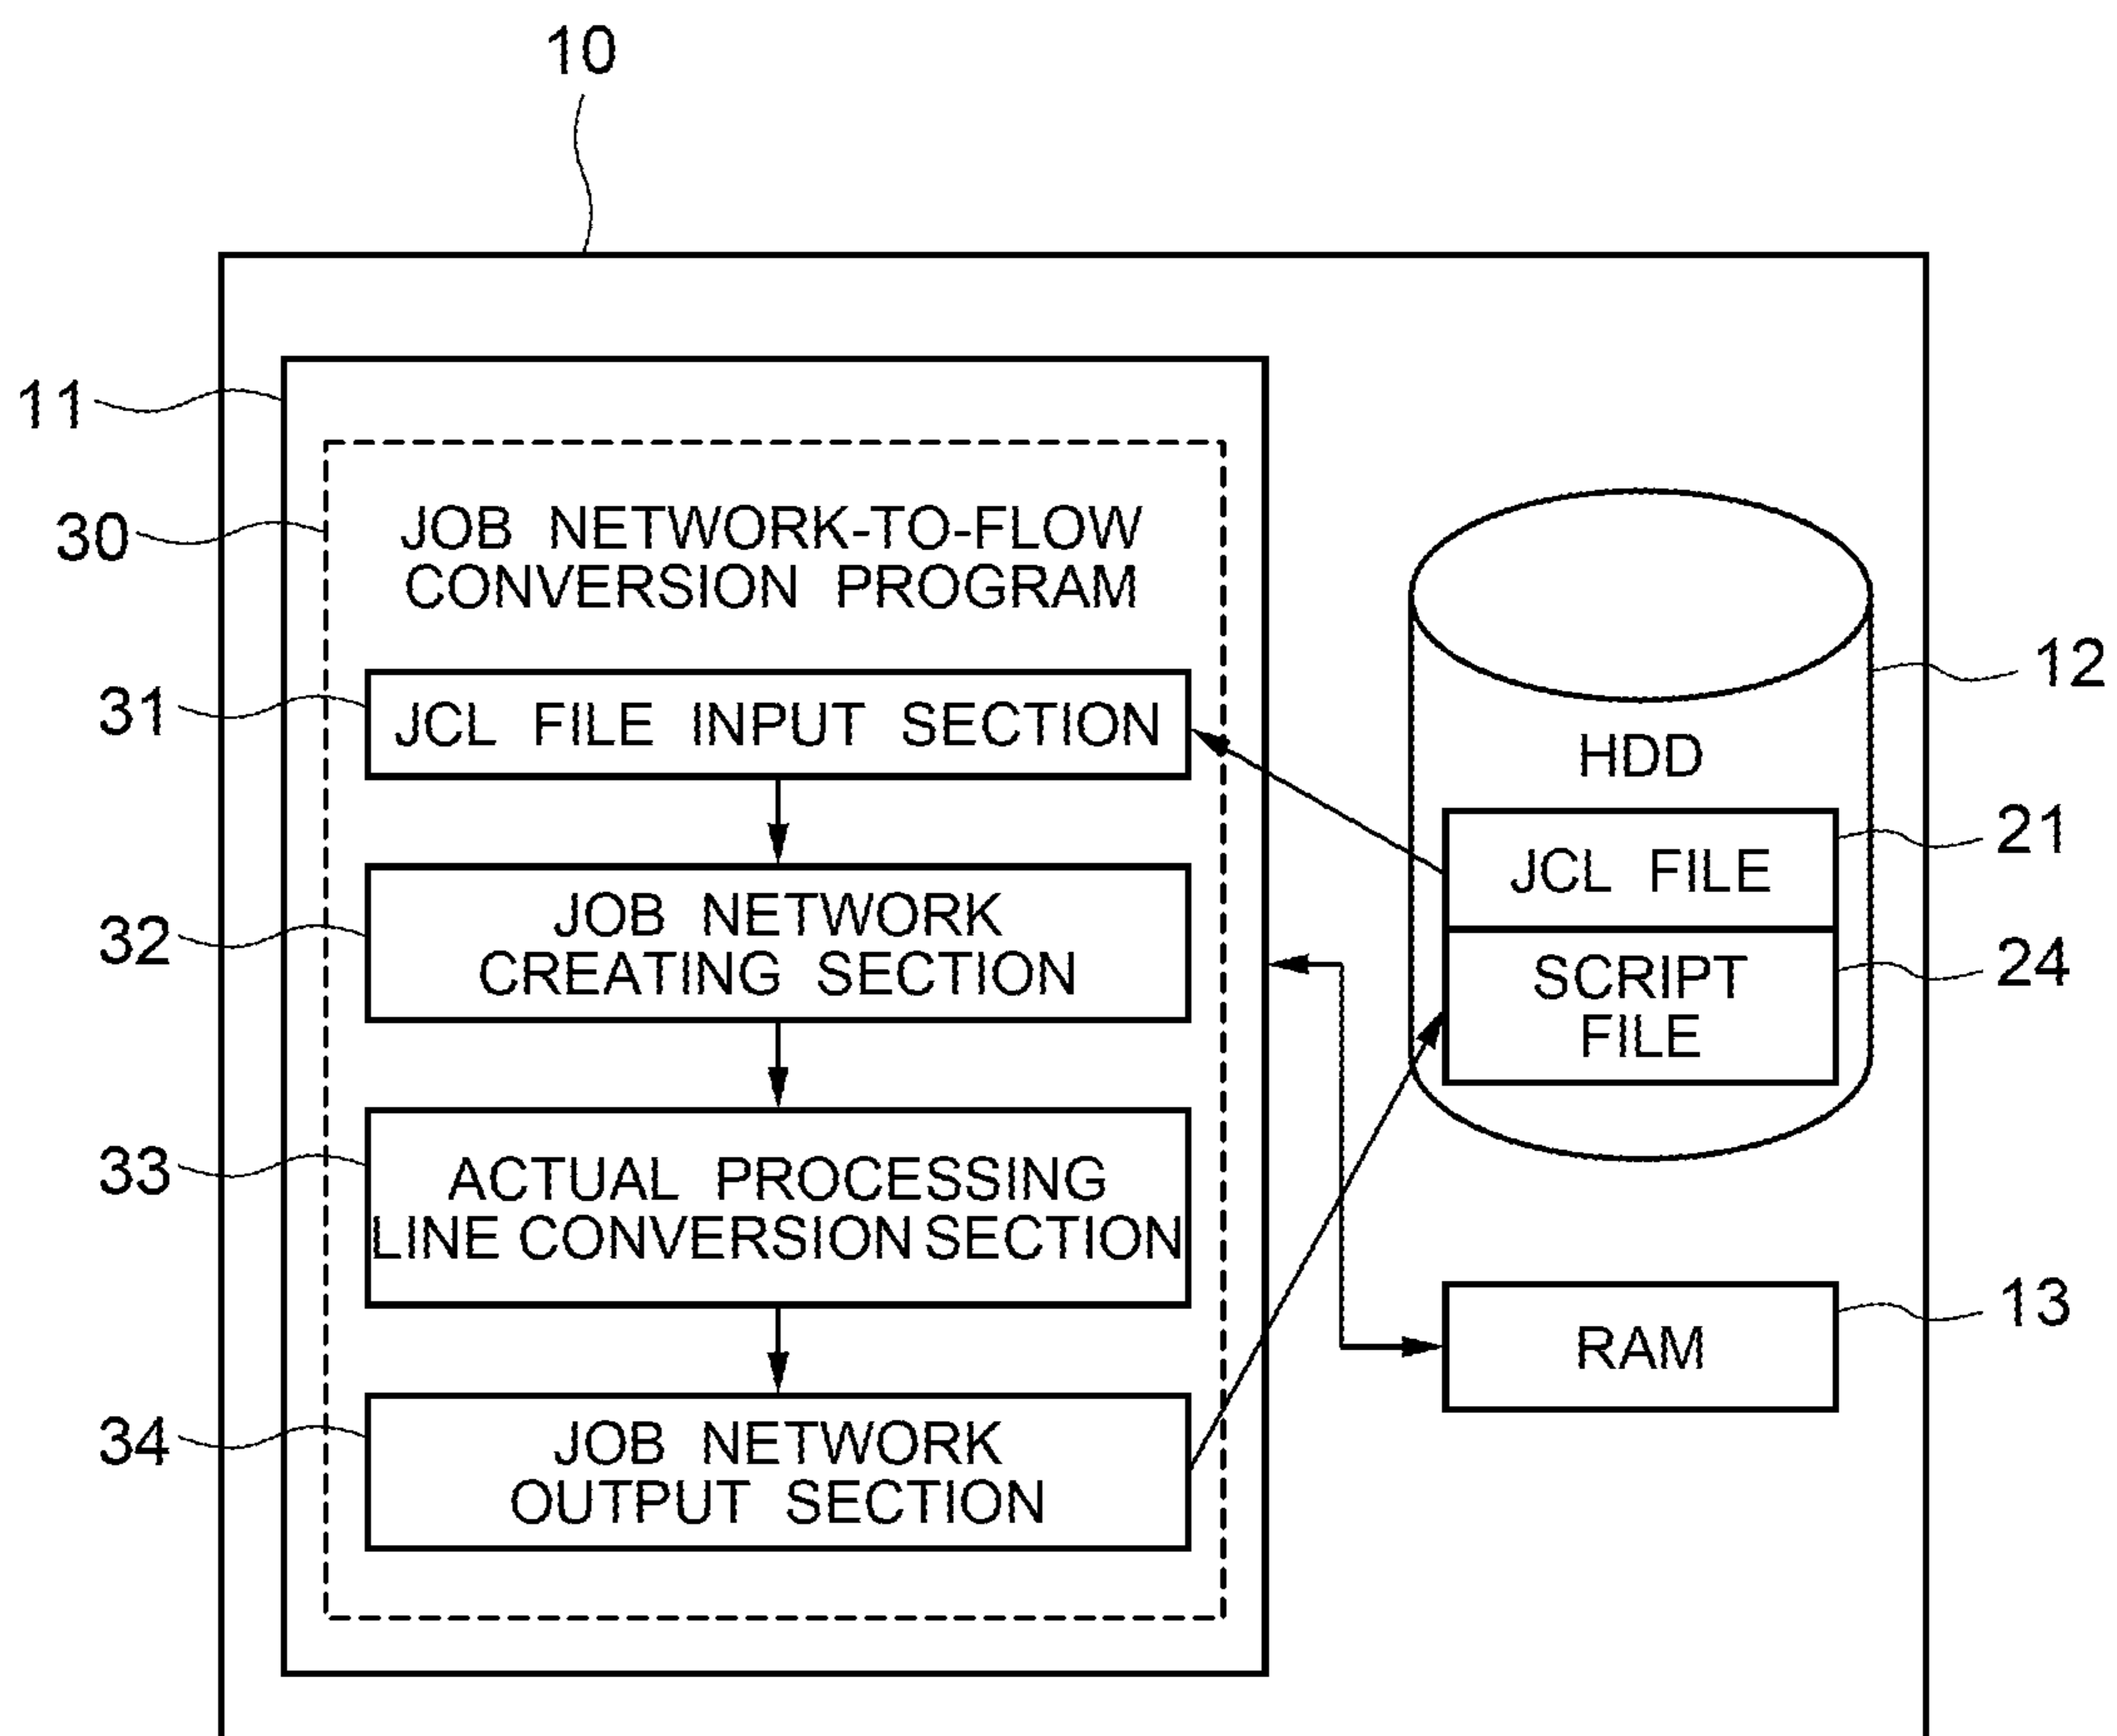 10
11
30
JOB NETWORK-TO-FLOW
CONVERSION PROGRAM
31
JCL FILE INPUT SECTION
32
JOB NETWORK
CREATING SECTION
33
ACTUAL PROCESSING
LINE CONVERSION SECTION
34
JOB NETWORK
OUTPUT SECTION
12
HDD
21
JCL FILE
24
SCRIPT
FILE
13
RAM